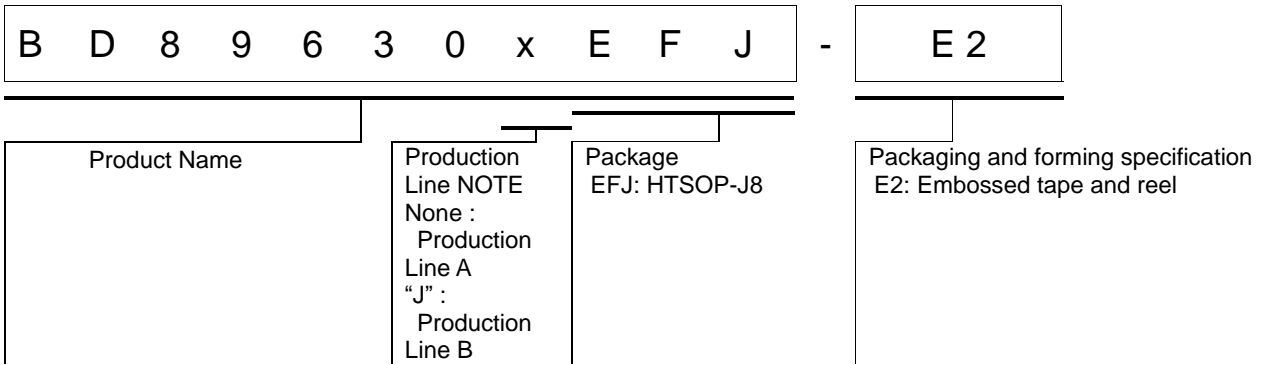 B D 8 9 6 3 0 x E F J - E 2
Product Name
Production
Line NOTE
None :
Production
Line A
“J” :
Production
Line B
Package
EFJ: HTSOP-J8
Packaging and forming specification
E2: Embossed tape and reel